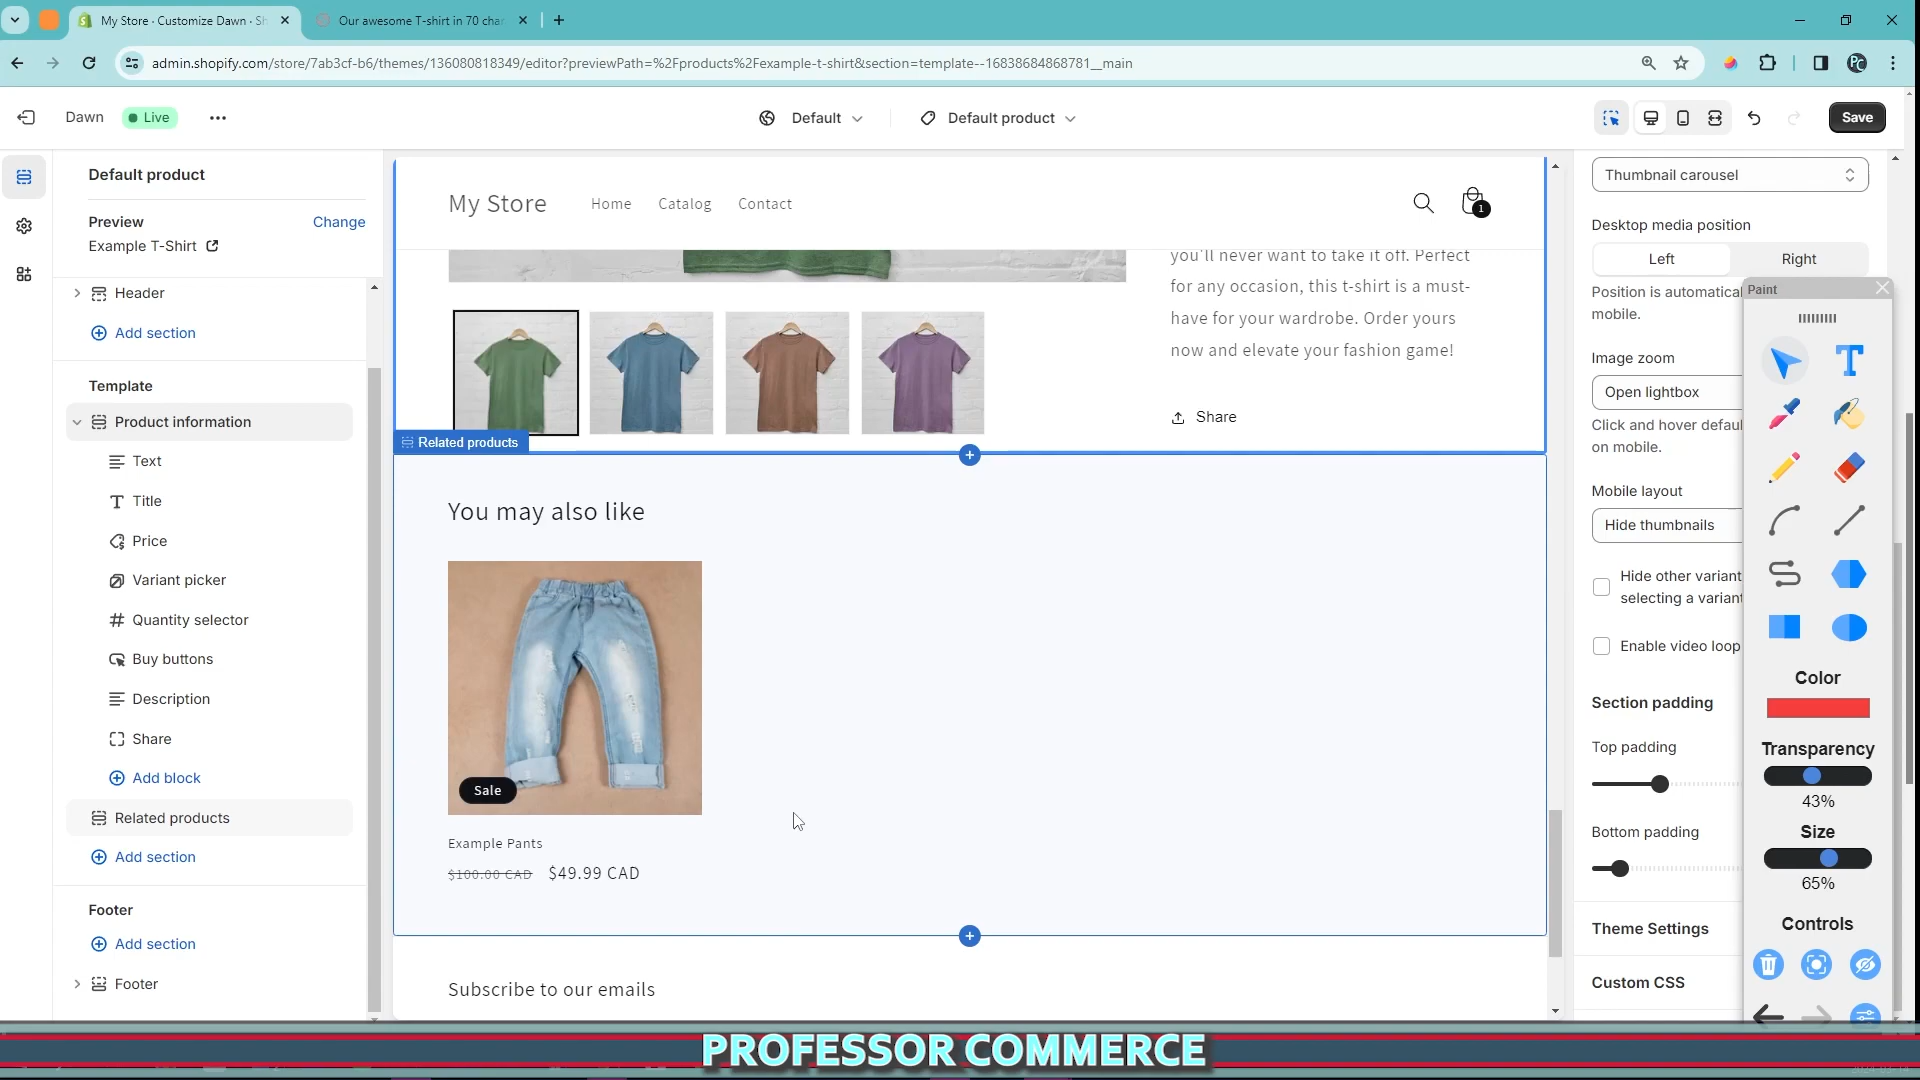 My Store · Customize Dawn · Sh
Our awesome T-shirt in 70 char
admin.shopify.com/store/7ab3cf-b6/themes/136080818349/editor?previewPath=%2Fproducts%2Fexample-t-shirt&section=template--16838684868781__main
Dawn
Live
Default
Default product
Save
Default product
Preview
Change
Example T-Shirt
Header
Add section
Template
Product information
Text
Title
Price
Variant picker
Quantity selector
Buy buttons
Description
Share
Add block
Related products
Add section
Footer
Add section
Footer
My Store
Home
Catalog
Contact
1
you'll never want to take it off. Perfect
for any occasion, this t-shirt is a must-
have for your wardrobe. Order yours
now and elevate your fashion game!
Share
Related products
You may also like
Sale
Example Pants
$100.00 CAD $49.99 CAD
Subscribe to our emails
Thumbnail carousel
Desktop media position
Left
Right
Position is automatica
mobile.
Image zoom
Open lightbox
Click and hover defau
on mobile.
Mobile layout
Hide thumbnails
Hide other variant
selecting a variant
Enable video loop
Section padding
Top padding
Bottom padding
Theme Settings
Custom CSS
Paint
Color
Transparency
43%
Size
65%
Controls
PROFESSOR COMMERCE